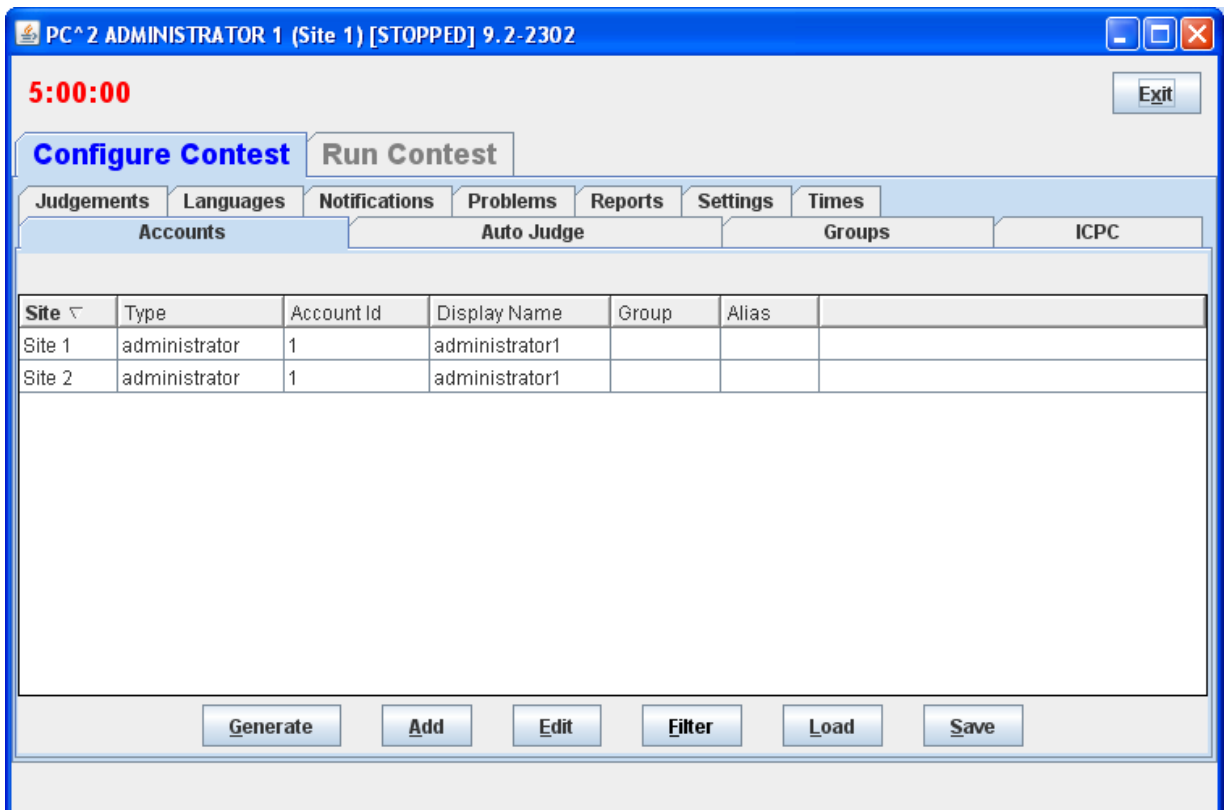 PC^2 ADMINISTRATOR 1 (Site 1) [STOPPED] 9.2-2302
5:00:00 Exit
Configure Contest Run Contest
Judgements Languages Notifications Problems Reports Settings Times
Accounts Auto Judge Groups ICPC
Site Type Account Id Display Name Group Alias
Site 1 administrator 1 administrator1
Site 2 administrator 1 administrator1
Generate Add Edit Filter Load Save